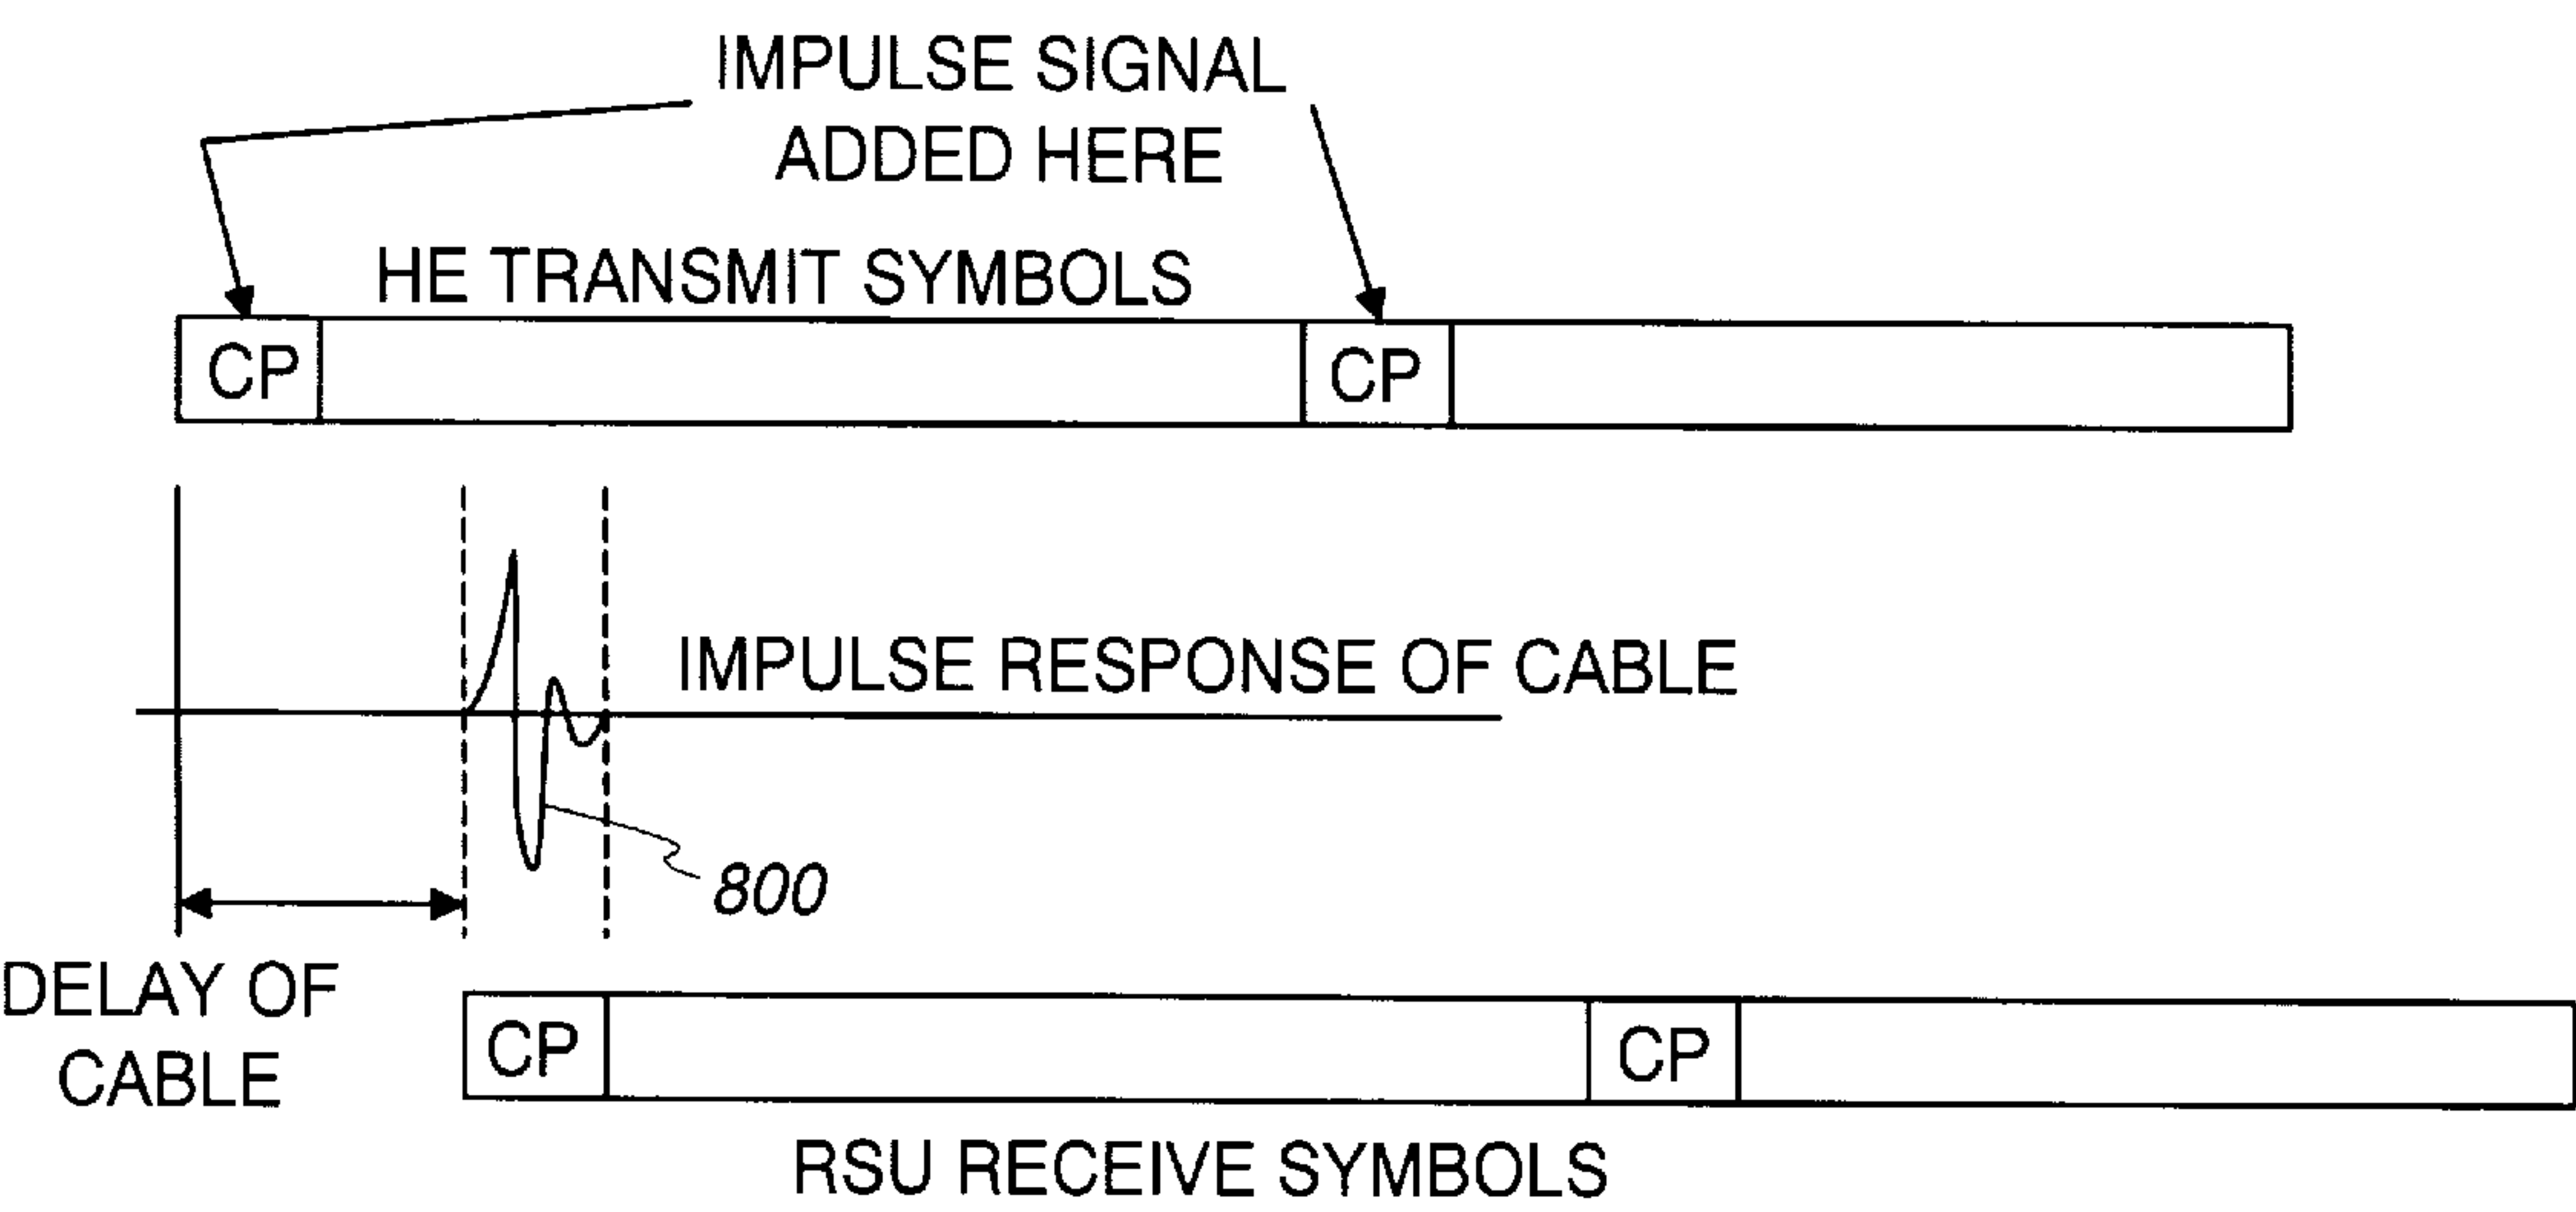 IMPULSE SIGNAL
ADDED HERE
HE TRANSMIT SYMBOLS
CP
CP
IMPULSE RESPONSE OF CABLE
800
DELAY OF
CABLE
CP
CP
RSU RECEIVE SYMBOLS